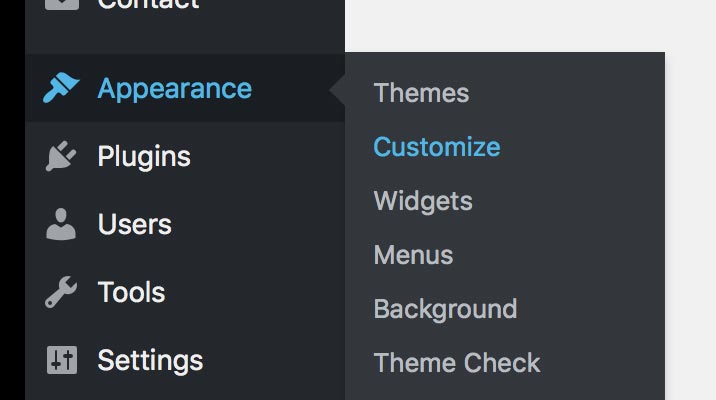 Contact
Appearance
Plugins
Users
Tools
Settings
Themes
Customize
Widgets
Menus
Background
Theme Check